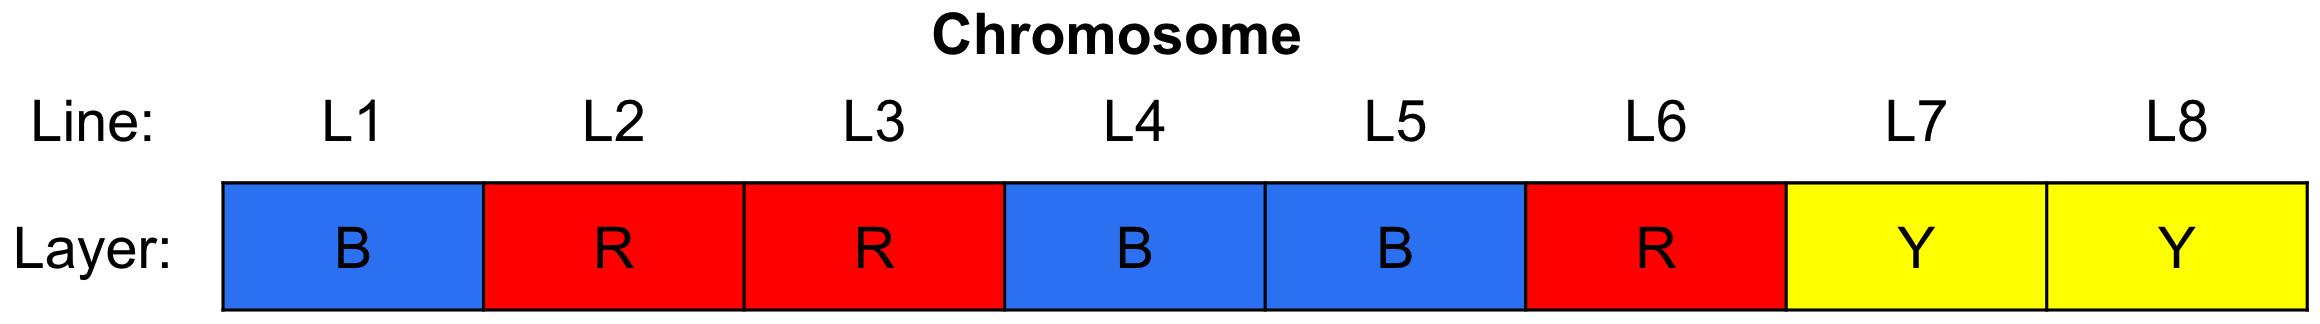 Chromosome
Line: L1 L2 L3 L4 L5 L6 L7 L8
Layer: B R R B B R Y Y